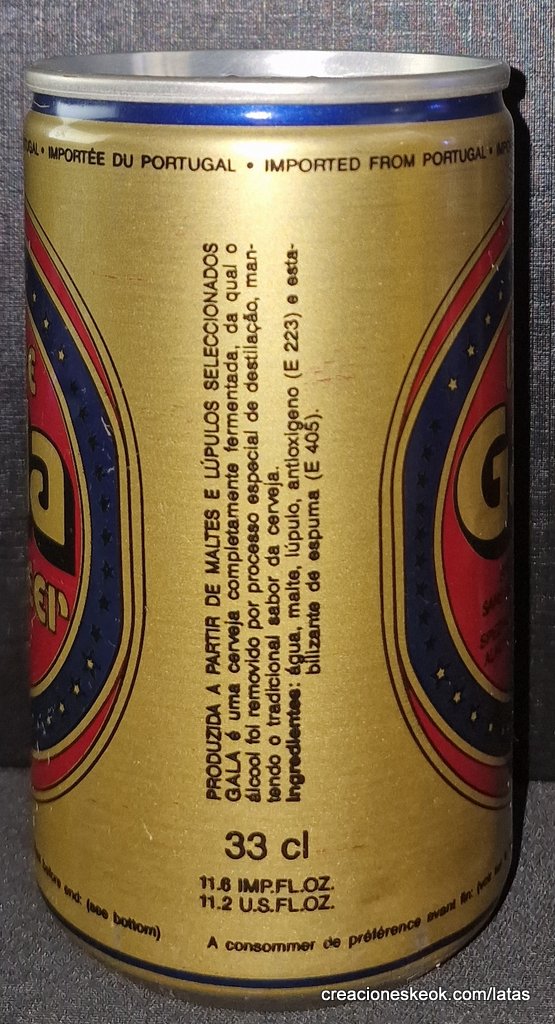 IMPORTÉE DU PORTUGAL • IMPORTED FROM PORTUGAL •
PRODUZIDA A PARTIR DE MALTES E LÚPULOS SELECCIONADOS
GALA é uma cerveja completamente fermentada, da qual o
álcool foi removido por processo especial de destilação, man-
tendo o tradicional sabor da cerveja.
Ingredientes: água, malte, lúpulo, antioxigeno (E 223) e esta-
bilizante de espuma (E 405).
33 cl
11.6 IMP.FL.OZ.
11.2 U.S.FL.OZ.
before end: (see bottom)
A consommer de préférence avant fin:
creacioneskeok.com/latas